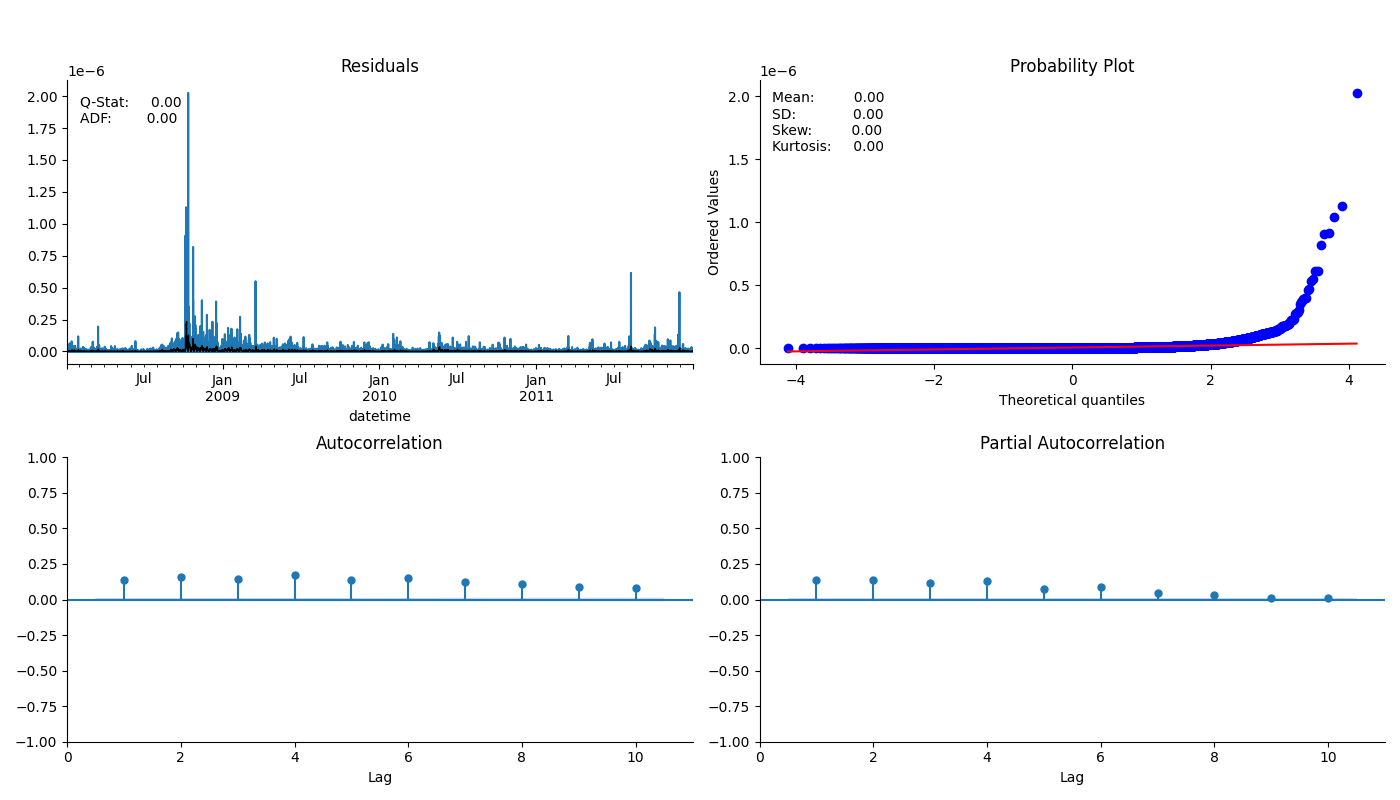 Residuals
1e−6
Q-Stat: 0.00
ADF: 0.00
2.00
1.75
1.50
1.25
1.00
0.75
0.50
0.25
0.00
Jul Jan Jul Jan Jul Jan Jul
2009 2010 2011
datetime
Probability Plot
1e−6
Mean: 0.00
SD: 0.00
Skew: 0.00
Kurtosis: 0.00
Ordered Values
2.0
1.5
1.0
0.5
0.0
−4 −2 0 2 4
Theoretical quantiles
Autocorrelation
1.00
0.75
0.50
0.25
0.00
−0.25
−0.50
−0.75
−1.00
0 2 4 6 8 10
Lag
Partial Autocorrelation
1.00
0.75
0.50
0.25
0.00
−0.25
−0.50
−0.75
−1.00
0 2 4 6 8 10
Lag